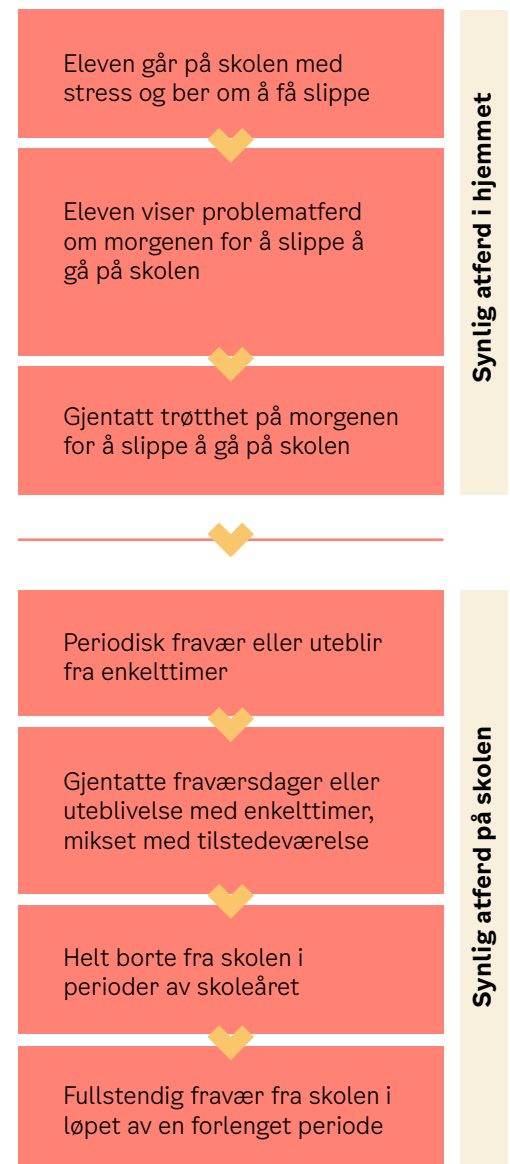 Eleven går på skolen med
stress og ber om å få slippe
Eleven viser problematferd
om morgenen for å slippe å
gå på skolen
Gjentatt trøtthet på morgenen
for å slippe å gå på skolen
Synlig atferd i hjemmet
Periodisk fravær eller uteblir
fra enkelttimer
Gjentatte fraværsdager eller
uteblivelse med enkelttimer,
mikset med tilstedeværelse
Helt borte fra skolen i
perioder av skoleåret
Fullstendig fravær fra skolen i
løpet av en forlenget periode
Synlig atferd på skolen